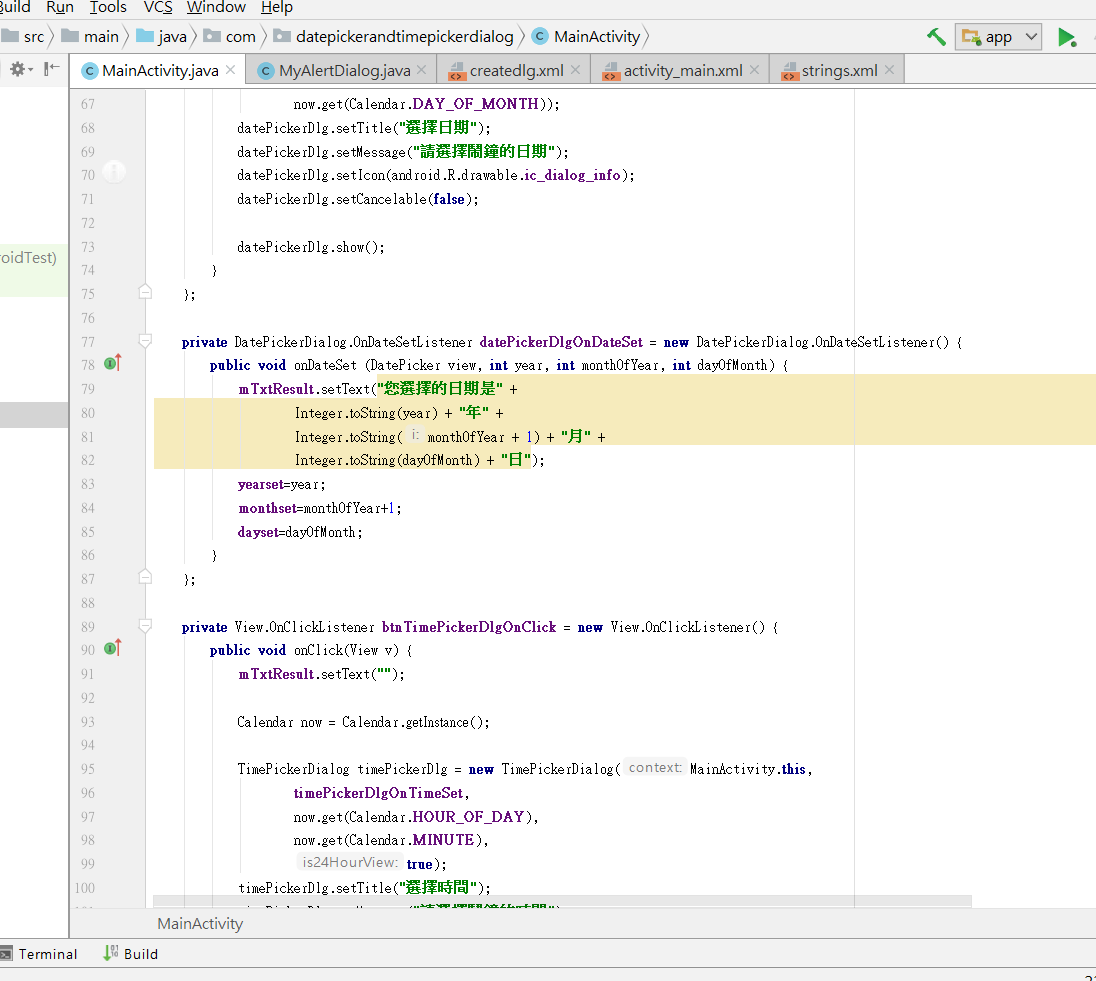 Build Run Tools VCS Window Help
src main java com datepickerandtimepickerdialog MainActivity app
MainActivity.java MyAlertDialog.java createdlg.xml activity_main.xml strings.xml
67 now.get(Calendar.DAY_OF_MONTH));
68 datePickerDlg.setTitle("選擇日期");
69 datePickerDlg.setMessage("請選擇鬧鐘的日期");
70 datePickerDlg.setIcon(android.R.drawable.ic_dialog_info);
71 datePickerDlg.setCancelable(false);
72
73 datePickerDlg.show();
roidTest)
74 }
75 };
76
77 private DatePickerDialog.OnDateSetListener datePickerDlgOnDateSet = new DatePickerDialog.OnDateSetListener() {
78 public void onDateSet (DatePicker view, int year, int monthOfYear, int dayOfMonth) {
79 mTxtResult.setText("您選擇的日期是" +
80 Integer.toString(year) + "年" +
81 Integer.toString( i: monthOfYear + 1) + "月" +
82 Integer.toString(dayOfMonth) + "日");
83 yearset=year;
84 monthset=monthOfYear+1;
85 dayset=dayOfMonth;
86 }
87 };
88
89 private View.OnClickListener btnTimePickerDlgOnClick = new View.OnClickListener() {
90 public void onClick(View v) {
91 mTxtResult.setText("");
92
93 Calendar now = Calendar.getInstance();
94
95 TimePickerDialog timePickerDlg = new TimePickerDialog( context: MainActivity.this,
96 timePickerDlgOnTimeSet,
97 now.get(Calendar.HOUR_OF_DAY),
98 now.get(Calendar.MINUTE),
99 is24HourView: true);
100 timePickerDlg.setTitle("選擇時間");
MainActivity
Terminal Build